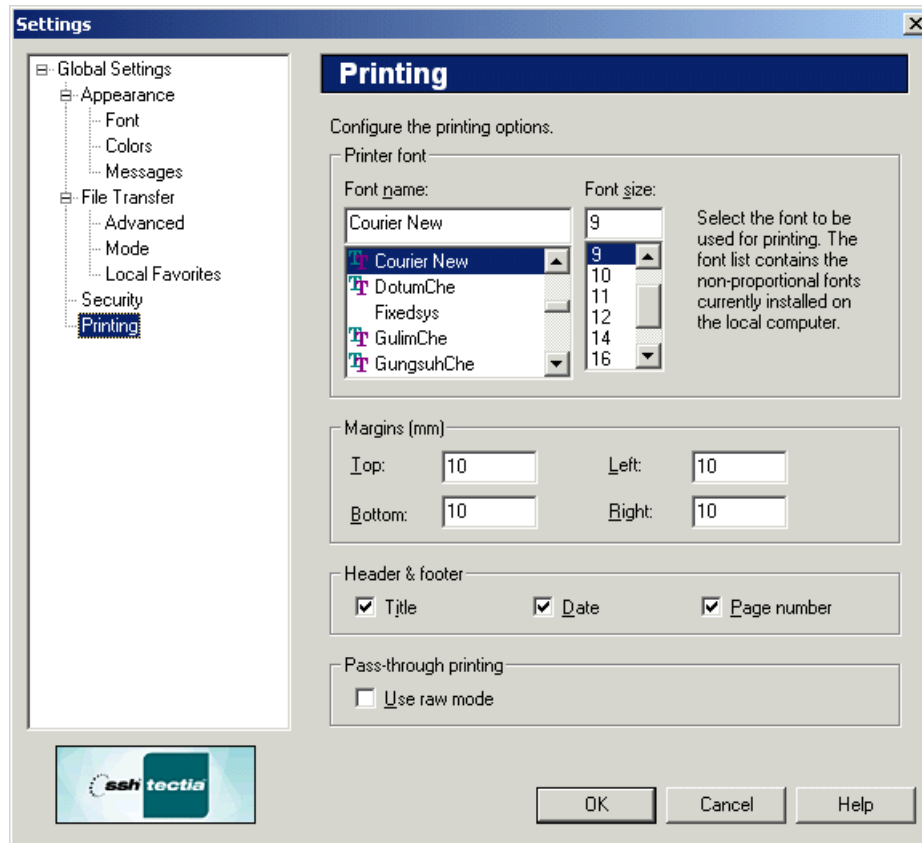 Settings
Global Settings
Appearance
Font
Colors
Messages
File Transfer
Advanced
Mode
Local Favorites
Security
Printing
ssh tectia
Printing
Configure the printing options.
Printer font
Font name:
Courier New
Courier New
DotumChe
Fixedsys
GulimChe
GungsuhChe
Font size:
9
9
10
11
12
14
16
Select the font to be
used for printing. The
font list contains the
non-proportional fonts
currently installed on
the local computer.
Margins (mm)
Top: 10 Left: 10
Bottom: 10 Right: 10
Header & footer
Title Date Page number
Pass-through printing
Use raw mode
OK Cancel Help